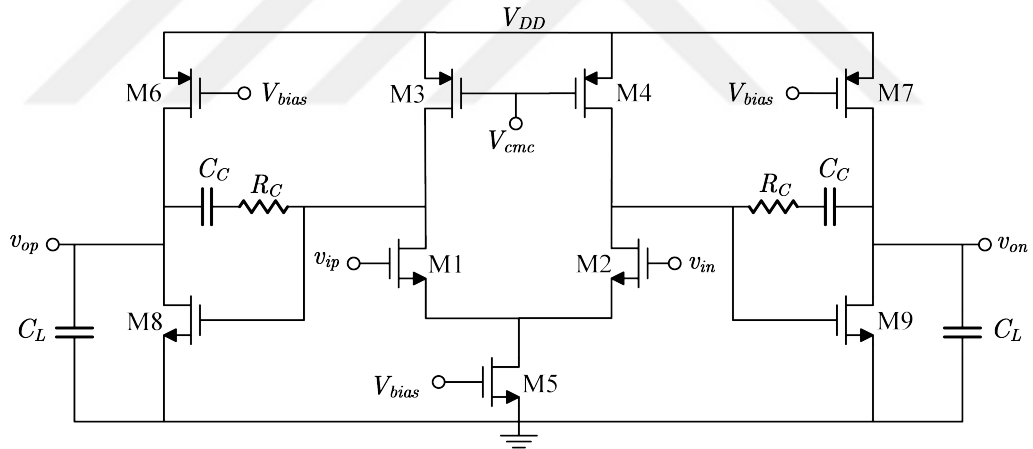 V_DD
M6
V_bias
M3
M4
V_bias
M7
V_cmc
C_C
R_C
R_C
C_C
v_op
v_ip
M1
M2
v_in
v_on
C_L
M8
M9
C_L
V_bias
M5